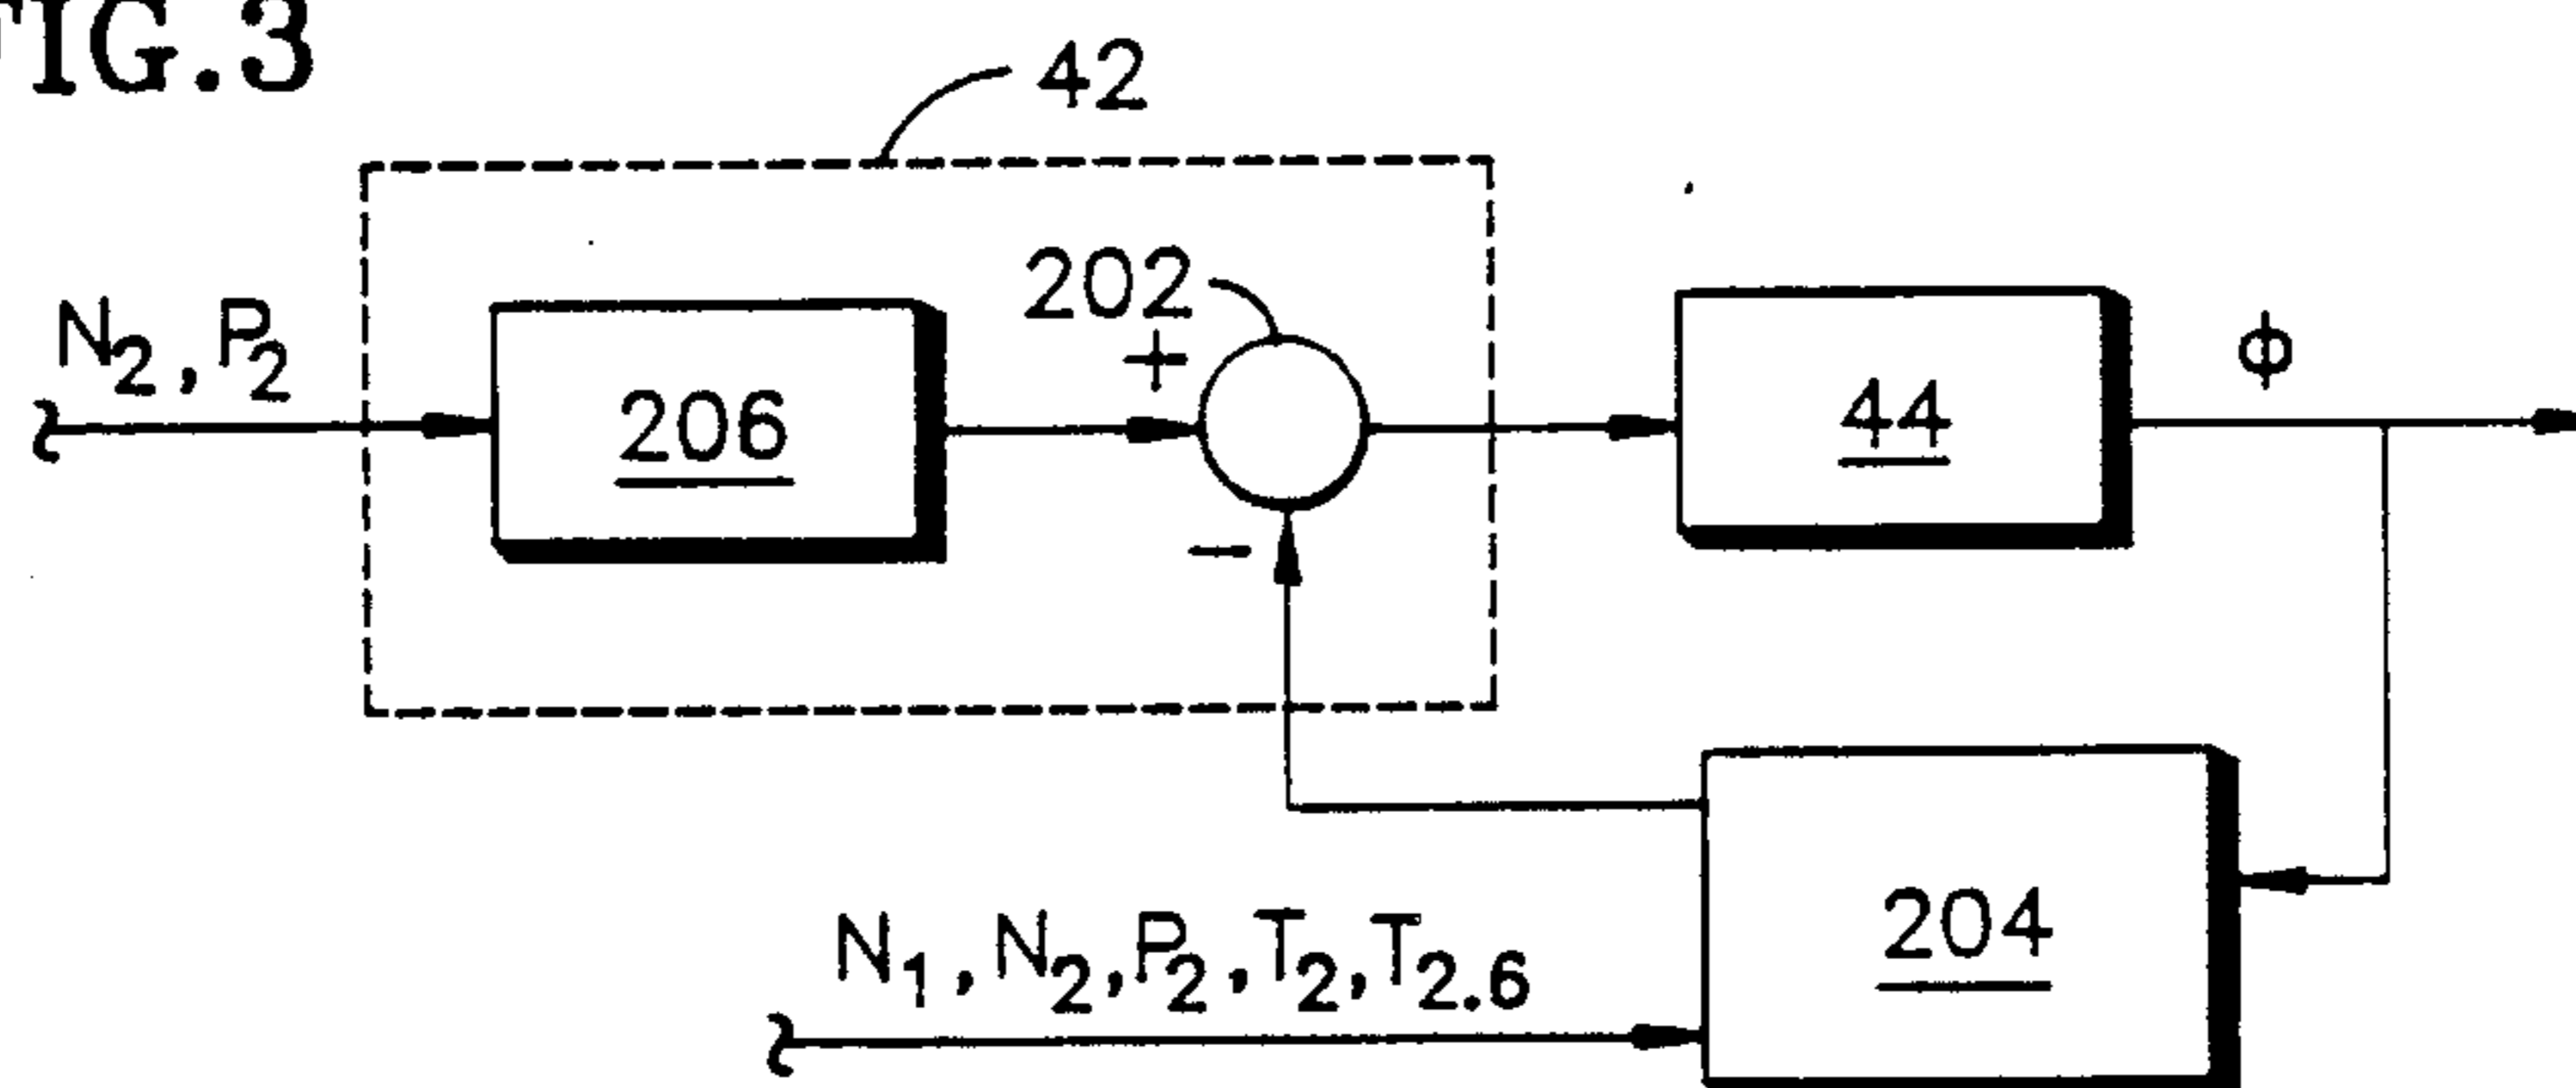 FIG.3
42
202
N₂, P₂
+
ϕ
206
44
−
N₁, N₂, P₂, T₂, T₂.₆
204